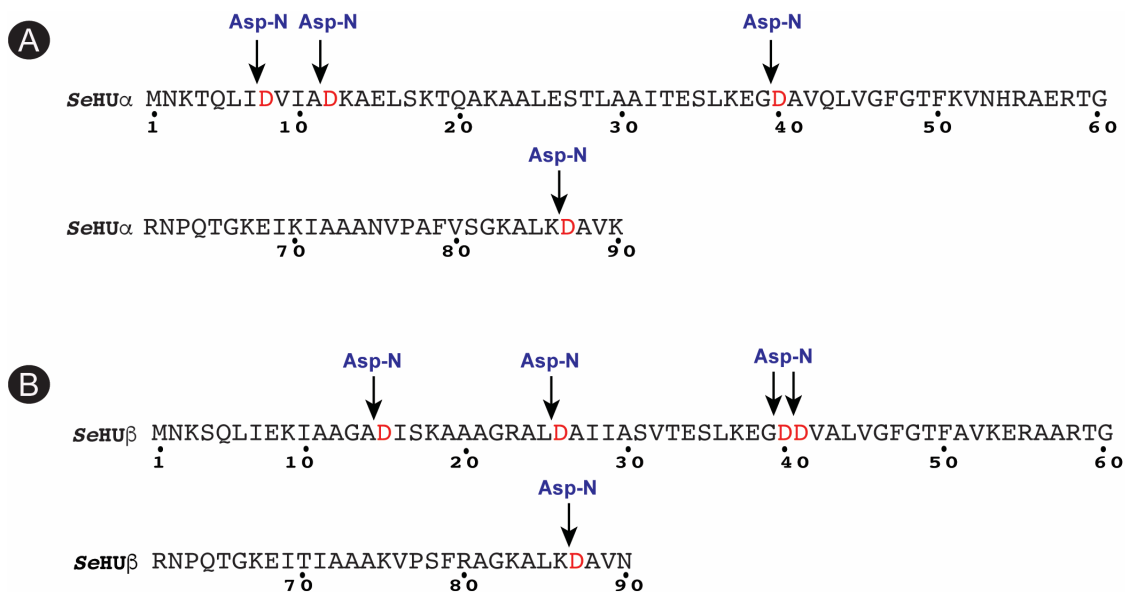 A
Asp-N Asp-N Asp-N
SeHUα MNKTQLIDVIADKAELSKTQAKAALESTLAAITESLKEGDAVQLVGFGTFKVNHRAERTG
1 10 20 30 40 50 60
Asp-N
SeHUα RNPQTGKEIKIAAANVPAFVSGKALKDAVK
70 80 90
B
Asp-N Asp-N Asp-N
SeHUβ MNKSQLIEKIAAGADISKAAAGRALDAIIASVTESLKEGDDVALVGFGTFAVKERAARTG
1 10 20 30 40 50 60
Asp-N
SeHUβ RNPQTGKEITIAAAKVPSFRAGKALKDAVN
70 80 90